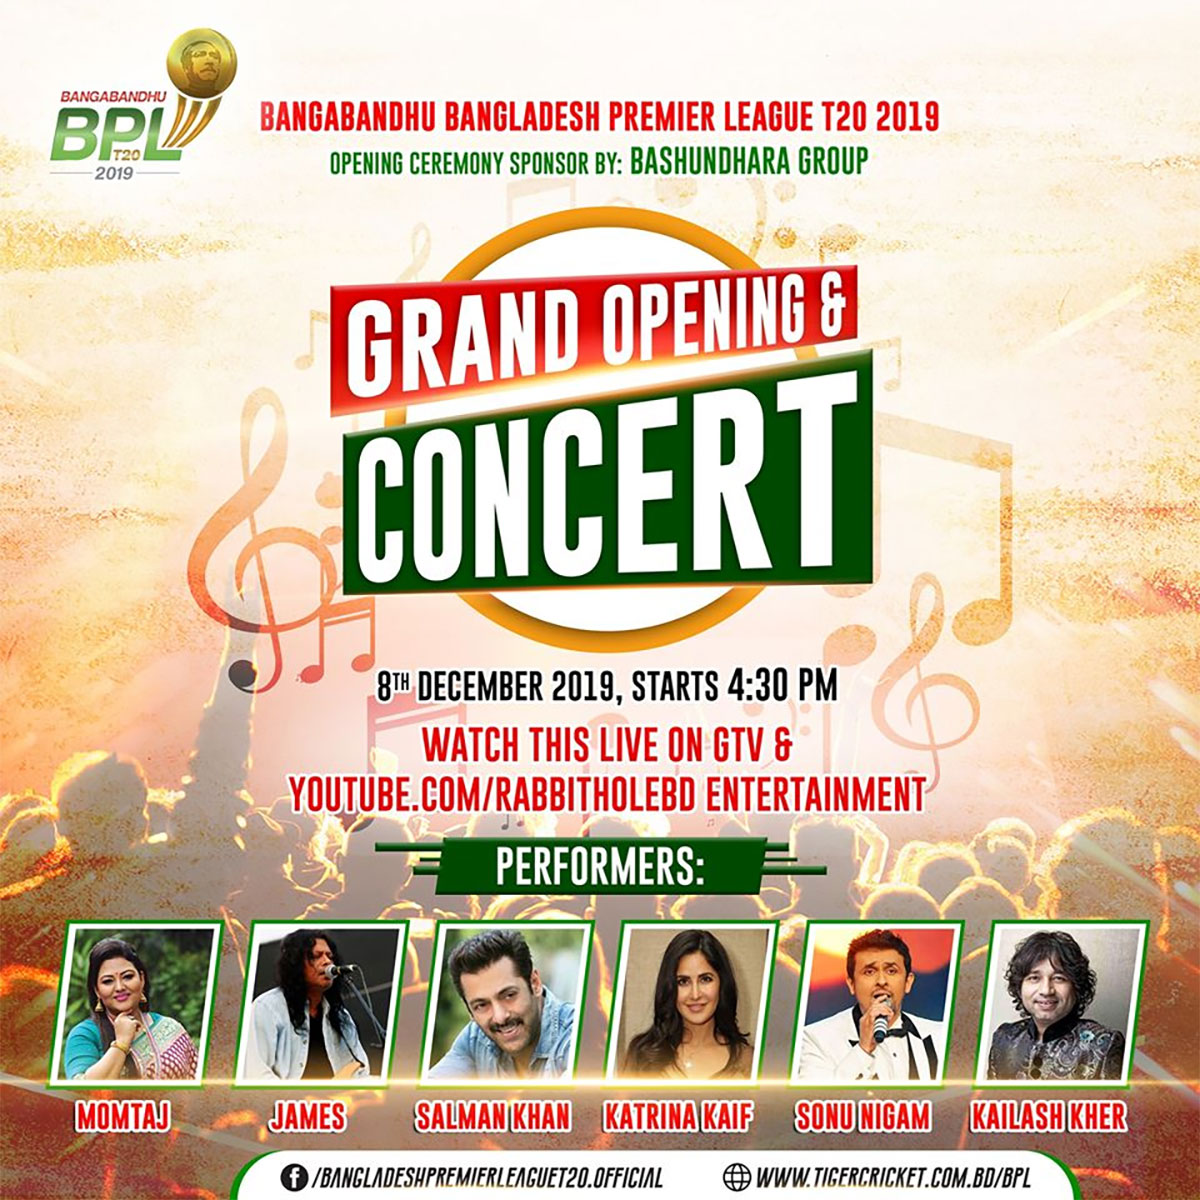 BANGABANDHU
BPL
T20
2019
BANGABANDHU BANGLADESH PREMIER LEAGUE T20 2019
OPENING CEREMONY SPONSOR BY: BASHUNDHARA GROUP
GRAND OPENING &
CONCERT
8TH DECEMBER 2019, STARTS 4:30 PM
WATCH THIS LIVE ON GTV &
YOUTUBE.COM/RABBITHOLEBD ENTERTAINMENT
PERFORMERS:
MOMTAJ
JAMES
SALMAN KHAN
KATRINA KAIF
SONU NIGAM
KAILASH KHER
/BANGLADESHPREMIERLEAGUET20.OFFICIAL
WWW.TIGERCRICKET.COM.BD/BPL